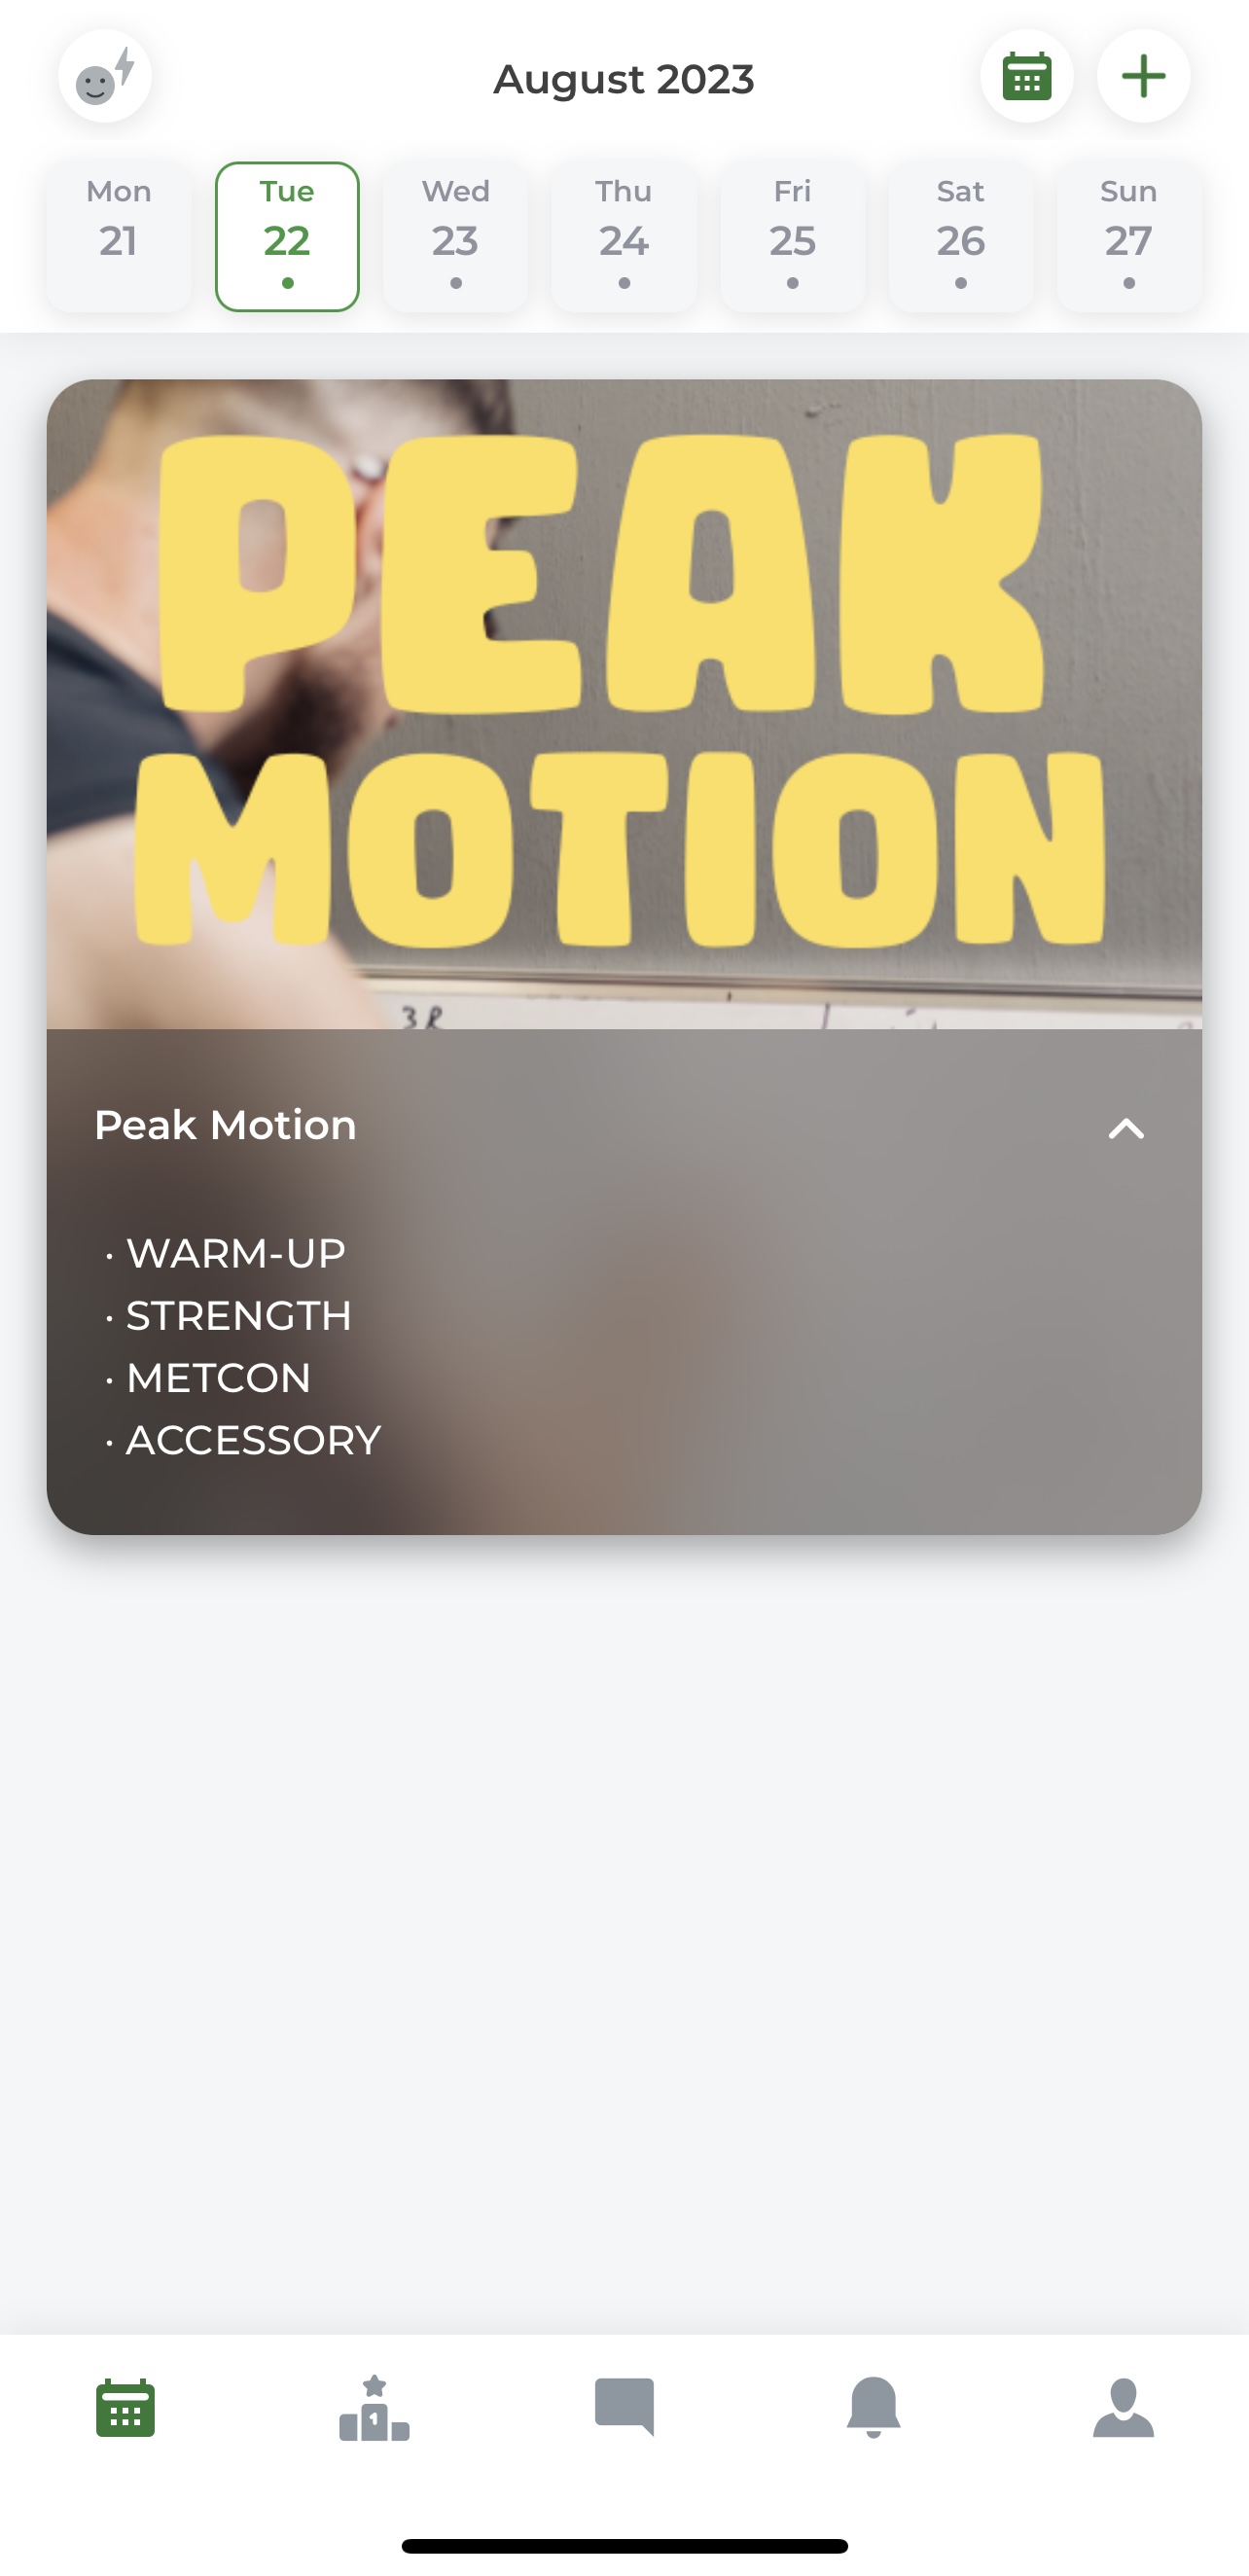 August 2023
Mon Tue Wed Thu Fri Sat Sun
21 22 23 24 25 26 27
PEAK
MOTION
3 R
Peak Motion
· WARM-UP
· STRENGTH
· METCON
· ACCESSORY
1